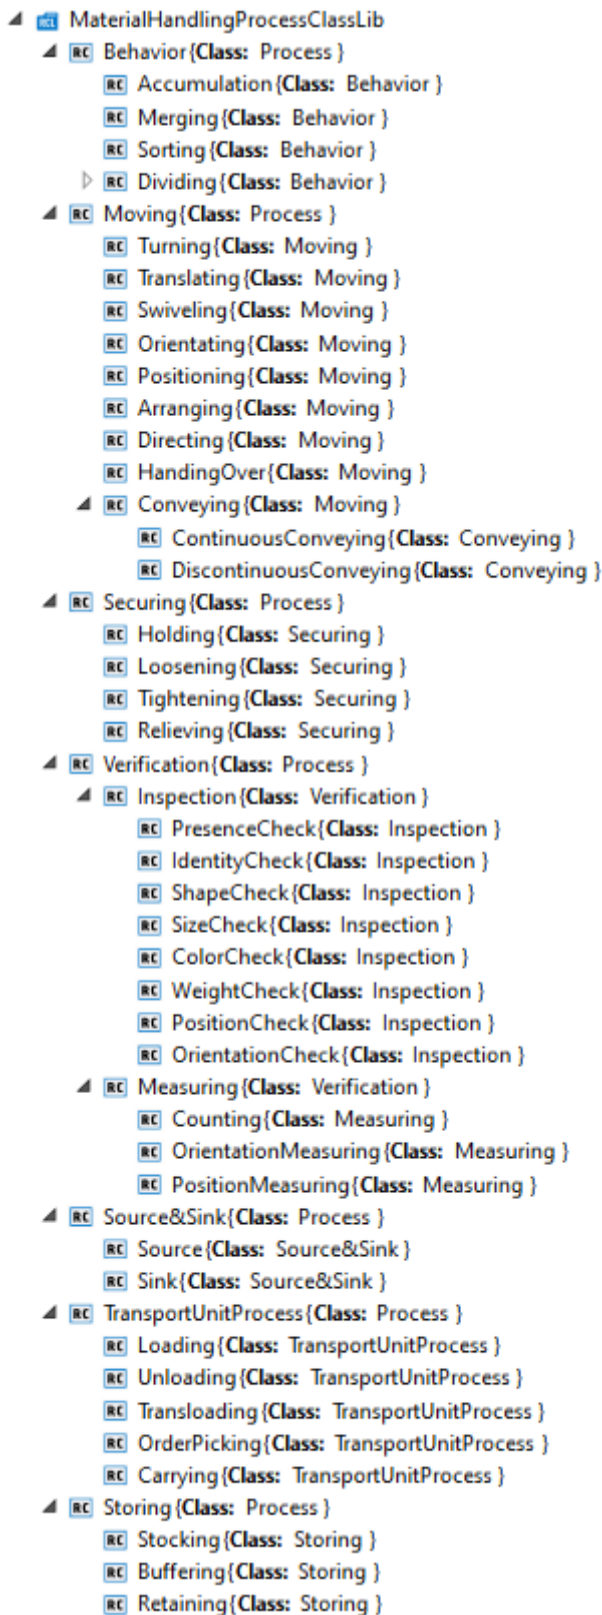 RCL MaterialHandlingProcessClassLib
RC Behavior{Class: Process }
RC Accumulation{Class: Behavior }
RC Merging{Class: Behavior }
RC Sorting{Class: Behavior }
RC Dividing{Class: Behavior }
RC Moving{Class: Process }
RC Turning{Class: Moving }
RC Translating{Class: Moving }
RC Swiveling{Class: Moving }
RC Orientating{Class: Moving }
RC Positioning{Class: Moving }
RC Arranging{Class: Moving }
RC Directing{Class: Moving }
RC HandingOver{Class: Moving }
RC Conveying{Class: Moving }
RC ContinuousConveying{Class: Conveying }
RC DiscontinuousConveying{Class: Conveying }
RC Securing{Class: Process }
RC Holding{Class: Securing }
RC Loosening{Class: Securing }
RC Tightening{Class: Securing }
RC Relieving{Class: Securing }
RC Verification{Class: Process }
RC Inspection{Class: Verification }
RC PresenceCheck{Class: Inspection }
RC IdentityCheck{Class: Inspection }
RC ShapeCheck{Class: Inspection }
RC SizeCheck{Class: Inspection }
RC ColorCheck{Class: Inspection }
RC WeightCheck{Class: Inspection }
RC PositionCheck{Class: Inspection }
RC OrientationCheck{Class: Inspection }
RC Measuring{Class: Verification }
RC Counting{Class: Measuring }
RC OrientationMeasuring{Class: Measuring }
RC PositionMeasuring{Class: Measuring }
RC Source&Sink{Class: Process }
RC Source{Class: Source&Sink }
RC Sink{Class: Source&Sink }
RC TransportUnitProcess{Class: Process }
RC Loading{Class: TransportUnitProcess }
RC Unloading{Class: TransportUnitProcess }
RC Transloading{Class: TransportUnitProcess }
RC OrderPicking{Class: TransportUnitProcess }
RC Carrying{Class: TransportUnitProcess }
RC Storing{Class: Process }
RC Stocking{Class: Storing }
RC Buffering{Class: Storing }
RC Retaining{Class: Storing }